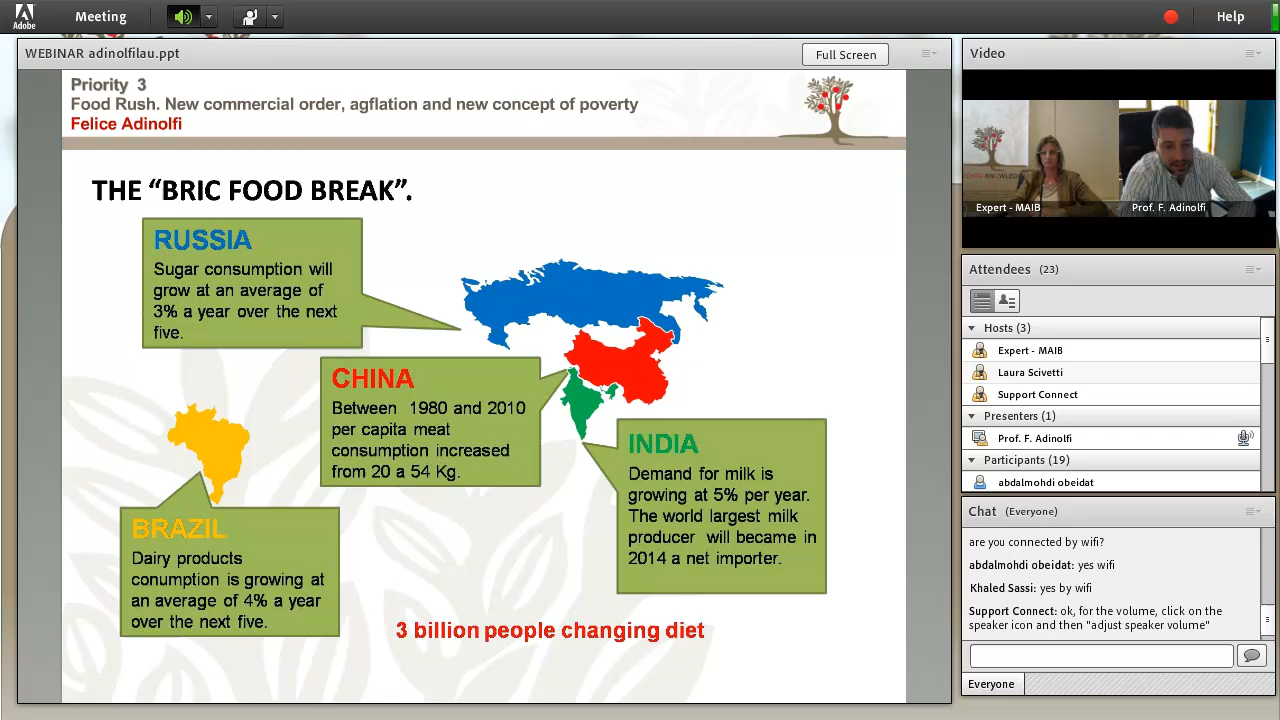 Adobe
Meeting
Help
WEBINAR adinolfilau.ppt
Full Screen
Priority 3
Food Rush. New commercial order, agflation and new concept of poverty
Felice Adinolfi
THE “BRIC FOOD BREAK”.
RUSSIA
Sugar consumption will
grow at an average of
3% a year over the next
five.
CHINA
Between 1980 and 2010
per capita meat
consumption increased
from 20 a 54 Kg.
INDIA
Demand for milk is
growing at 5% per year.
The world largest milk
producer will became in
2014 a net importer.
BRAZIL
Dairy products
conumption is growing at
an average of 4% a year
over the next five.
3 billion people changing diet
Video
Expert - MAIB
Prof. F. Adinolfi
Attendees (23)
Hosts (3)
Expert - MAIB
Laura Scivetti
Support Connect
Presenters (1)
Prof. F. Adinolfi
Participants (19)
abdalmohdi obeidat
Chat (Everyone)
are you connected by wifi?
abdalmohdi obeidat: yes wifi
Khaled Sassi: yes by wifi
Support Connect: ok, for the volume, click on the
speaker icon and then "adjust speaker volume"
Everyone